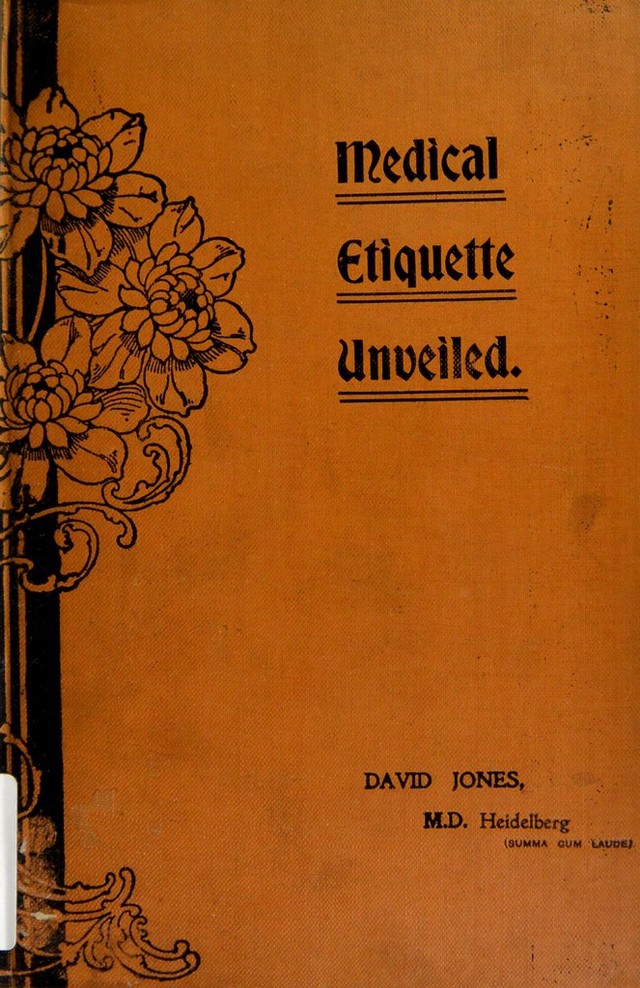 Medical
Etiquette
Unveiled.
DAVID JONES,
M.D. Heidelberg
(SUMMA CUM LAUDE)